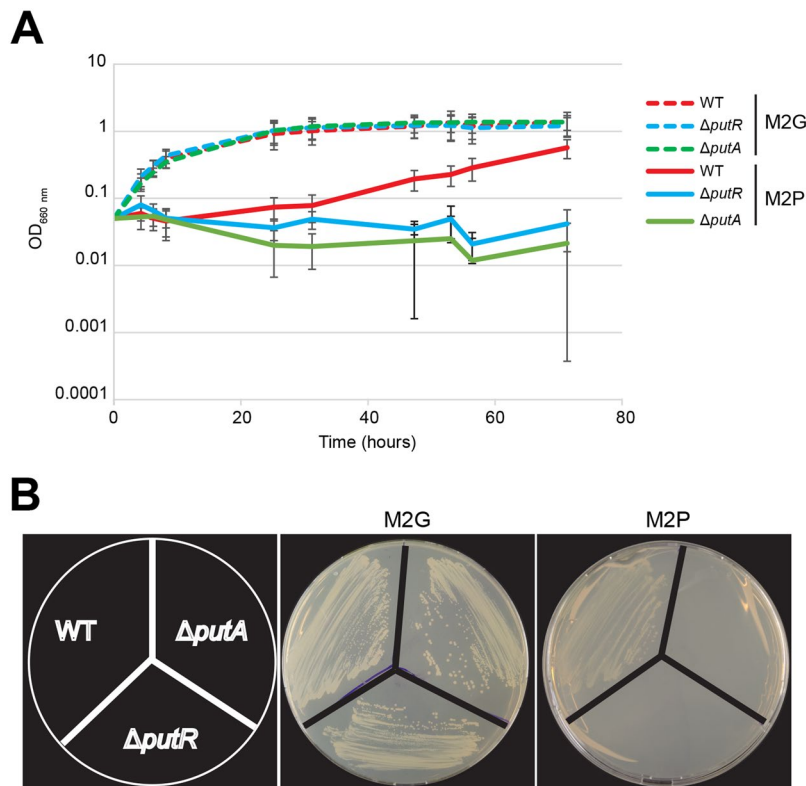 A
10
1
0.1
0.01
0.001
0.0001
OD660 nm
0
20
40
60
80
Time (hours)
WT
ΔputR
ΔputA
M2G
WT
ΔputR
ΔputA
M2P
B
M2G
M2P
WT
ΔputA
ΔputR